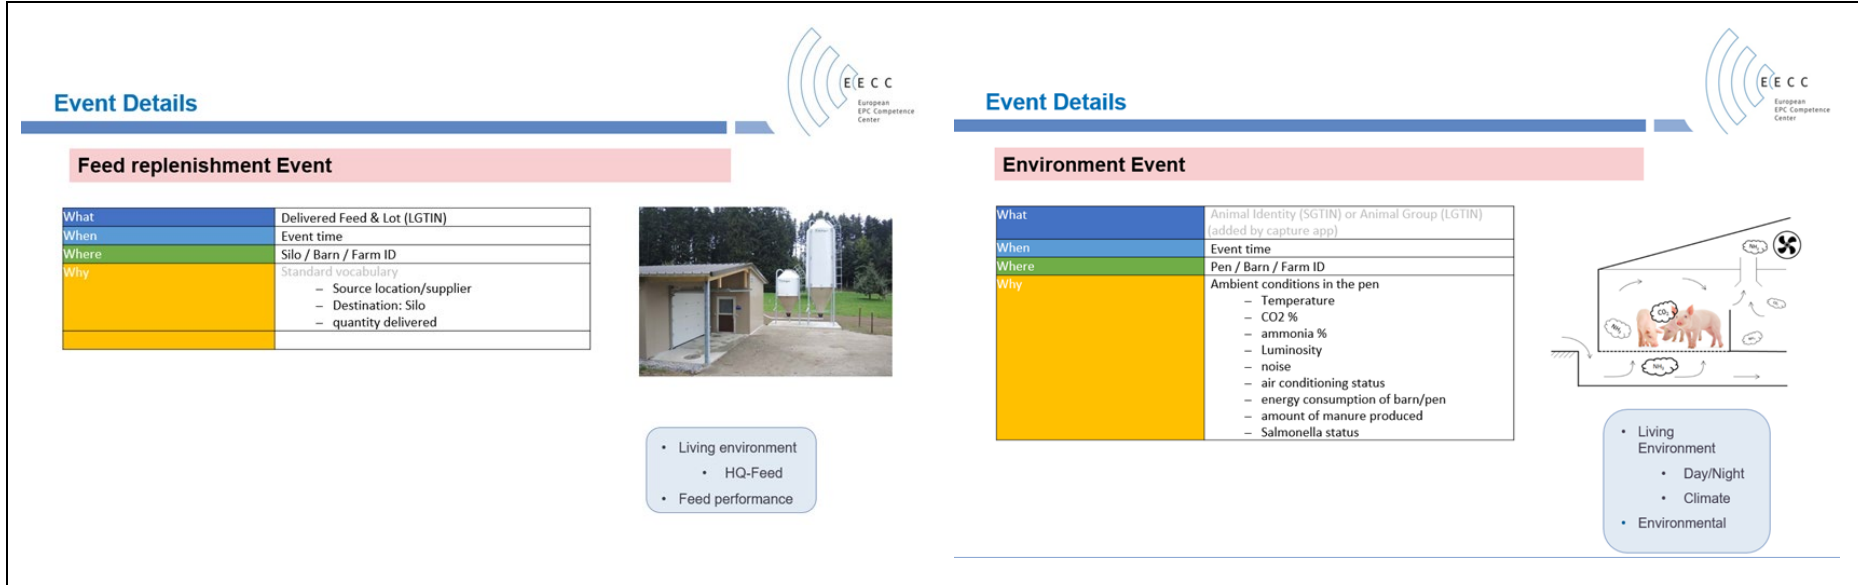 Event Details
E E C C
European
EPC Competence
Center
Feed replenishment Event
What
Delivered Feed & Lot (LGTIN)
When
Event time
Where
Silo / Barn / Farm ID
Why
Standard vocabulary
– Source location/supplier
– Destination: Silo
– quantity delivered
• Living environment
• HQ-Feed
• Feed performance
Event Details
E E C C
European
EPC Competence
Center
Environment Event
What
Animal Identity (SGTIN) or Animal Group (LGTIN)
(added by capture app)
When
Event time
Where
Pen / Barn / Farm ID
Why
Ambient conditions in the pen
– Temperature
– CO2 %
– ammonia %
– Luminosity
– noise
– air conditioning status
– energy consumption of barn/pen
– amount of manure produced
– Salmonella status
NH₃
CO₂
NH₃
NH₃
• Living
Environment
• Day/Night
• Climate
• Environmental